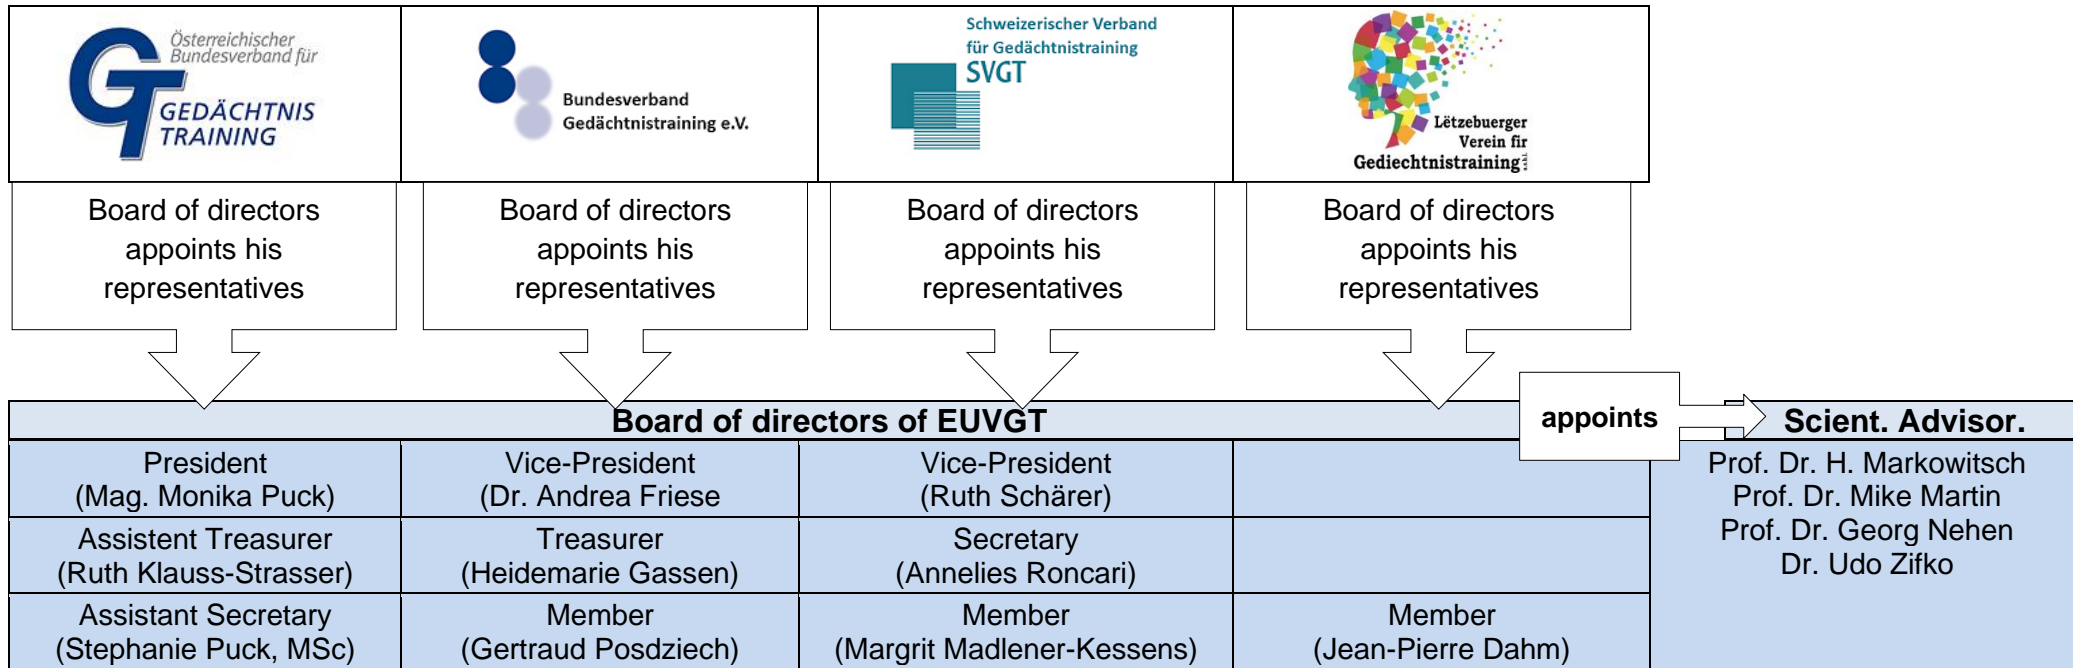 Österreichischer
Bundesverband für
GT
GEDÄCHTNIS
TRAINING
Bundesverband
Gedächtnistraining e.V.
Schweizerischer Verband
für Gedächtnistraining
SVGT
Lëtzebuerger
Verein fir
Gediechtnistraining a.s.b.l.
Board of directors
appoints his
representatives
Board of directors
appoints his
representatives
Board of directors
appoints his
representatives
Board of directors
appoints his
representatives
Board of directors of EUVGT
appoints
Scient. Advisor.
President
(Mag. Monika Puck)
Vice-President
(Dr. Andrea Friese
Vice-President
(Ruth Schärer)
Assistent Treasurer
(Ruth Klauss-Strasser)
Treasurer
(Heidemarie Gassen)
Secretary
(Annelies Roncari)
Assistant Secretary
(Stephanie Puck, MSc)
Member
(Gertraud Posdziech)
Member
(Margrit Madlener-Kessens)
Member
(Jean-Pierre Dahm)
Prof. Dr. H. Markowitsch
Prof. Dr. Mike Martin
Prof. Dr. Georg Nehen
Dr. Udo Zifko